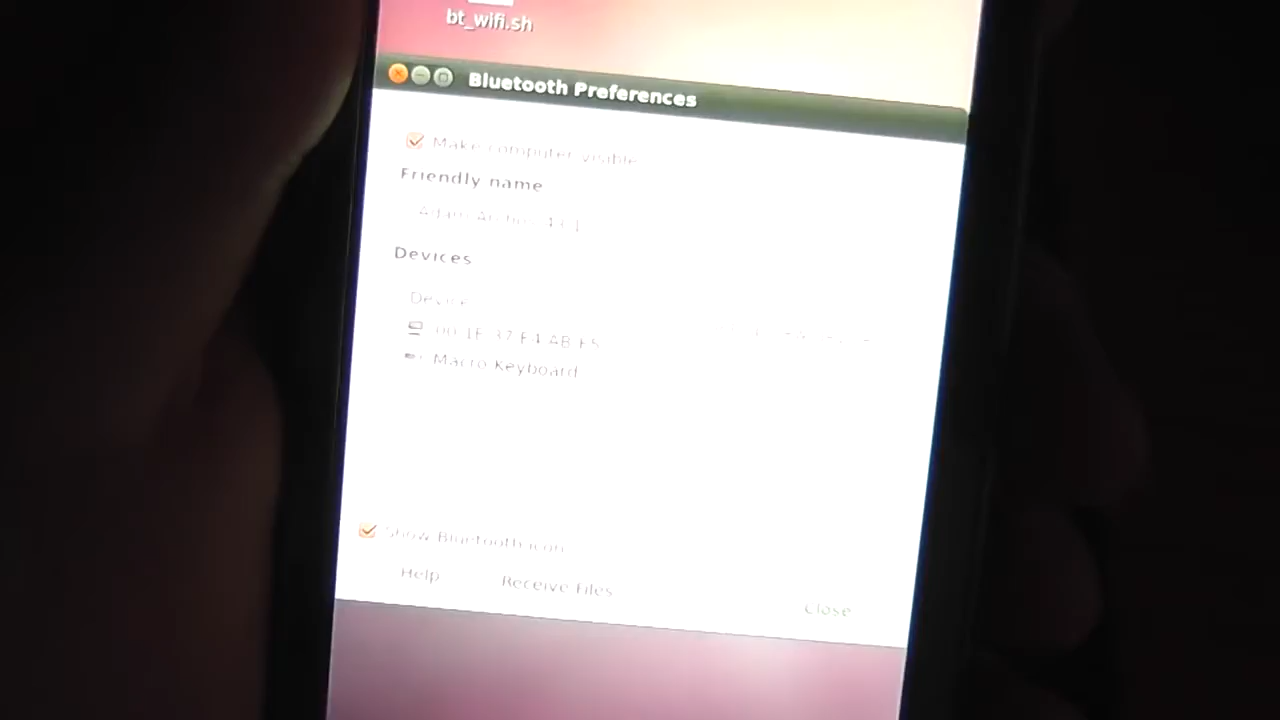 bt_wifi.sh
Bluetooth Preferences
Make computer visible
Friendly name
Devices
Device
Macro Keyboard
Show Bluetooth icon
Help
Receive Files
Close